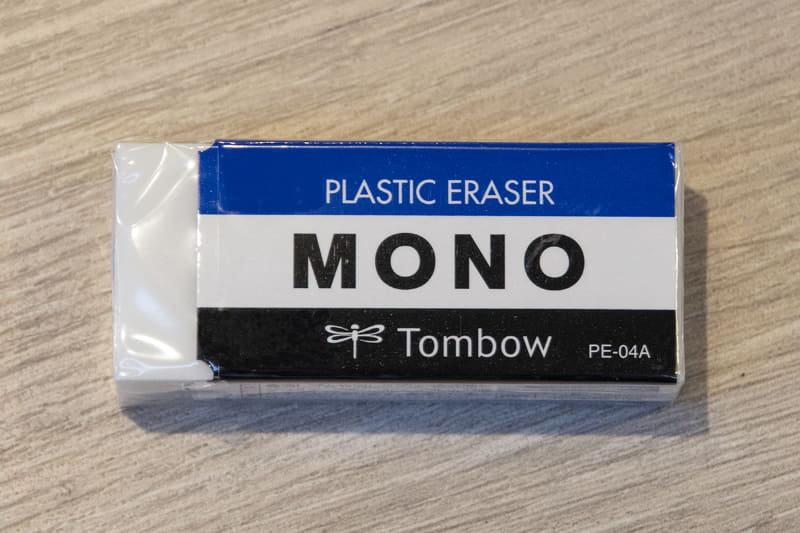 PLASTIC ERASER
MONO
Tombow PE-04A